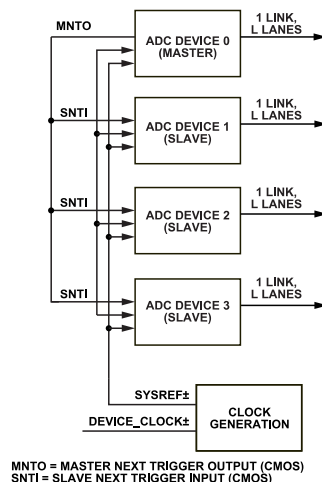 MNTO
ADC DEVICE 0
(MASTER)
1 LINK,
L LANES
SNTI
ADC DEVICE 1
(SLAVE)
1 LINK,
L LANES
SNTI
ADC DEVICE 2
(SLAVE)
1 LINK,
L LANES
SNTI
ADC DEVICE 3
(SLAVE)
1 LINK,
L LANES
SYSREF±
DEVICE_CLOCK±
CLOCK
GENERATION
MNTO = MASTER NEXT TRIGGER OUTPUT (CMOS)
SNTI = SLAVE NEXT TRIGGER INPUT (CMOS)